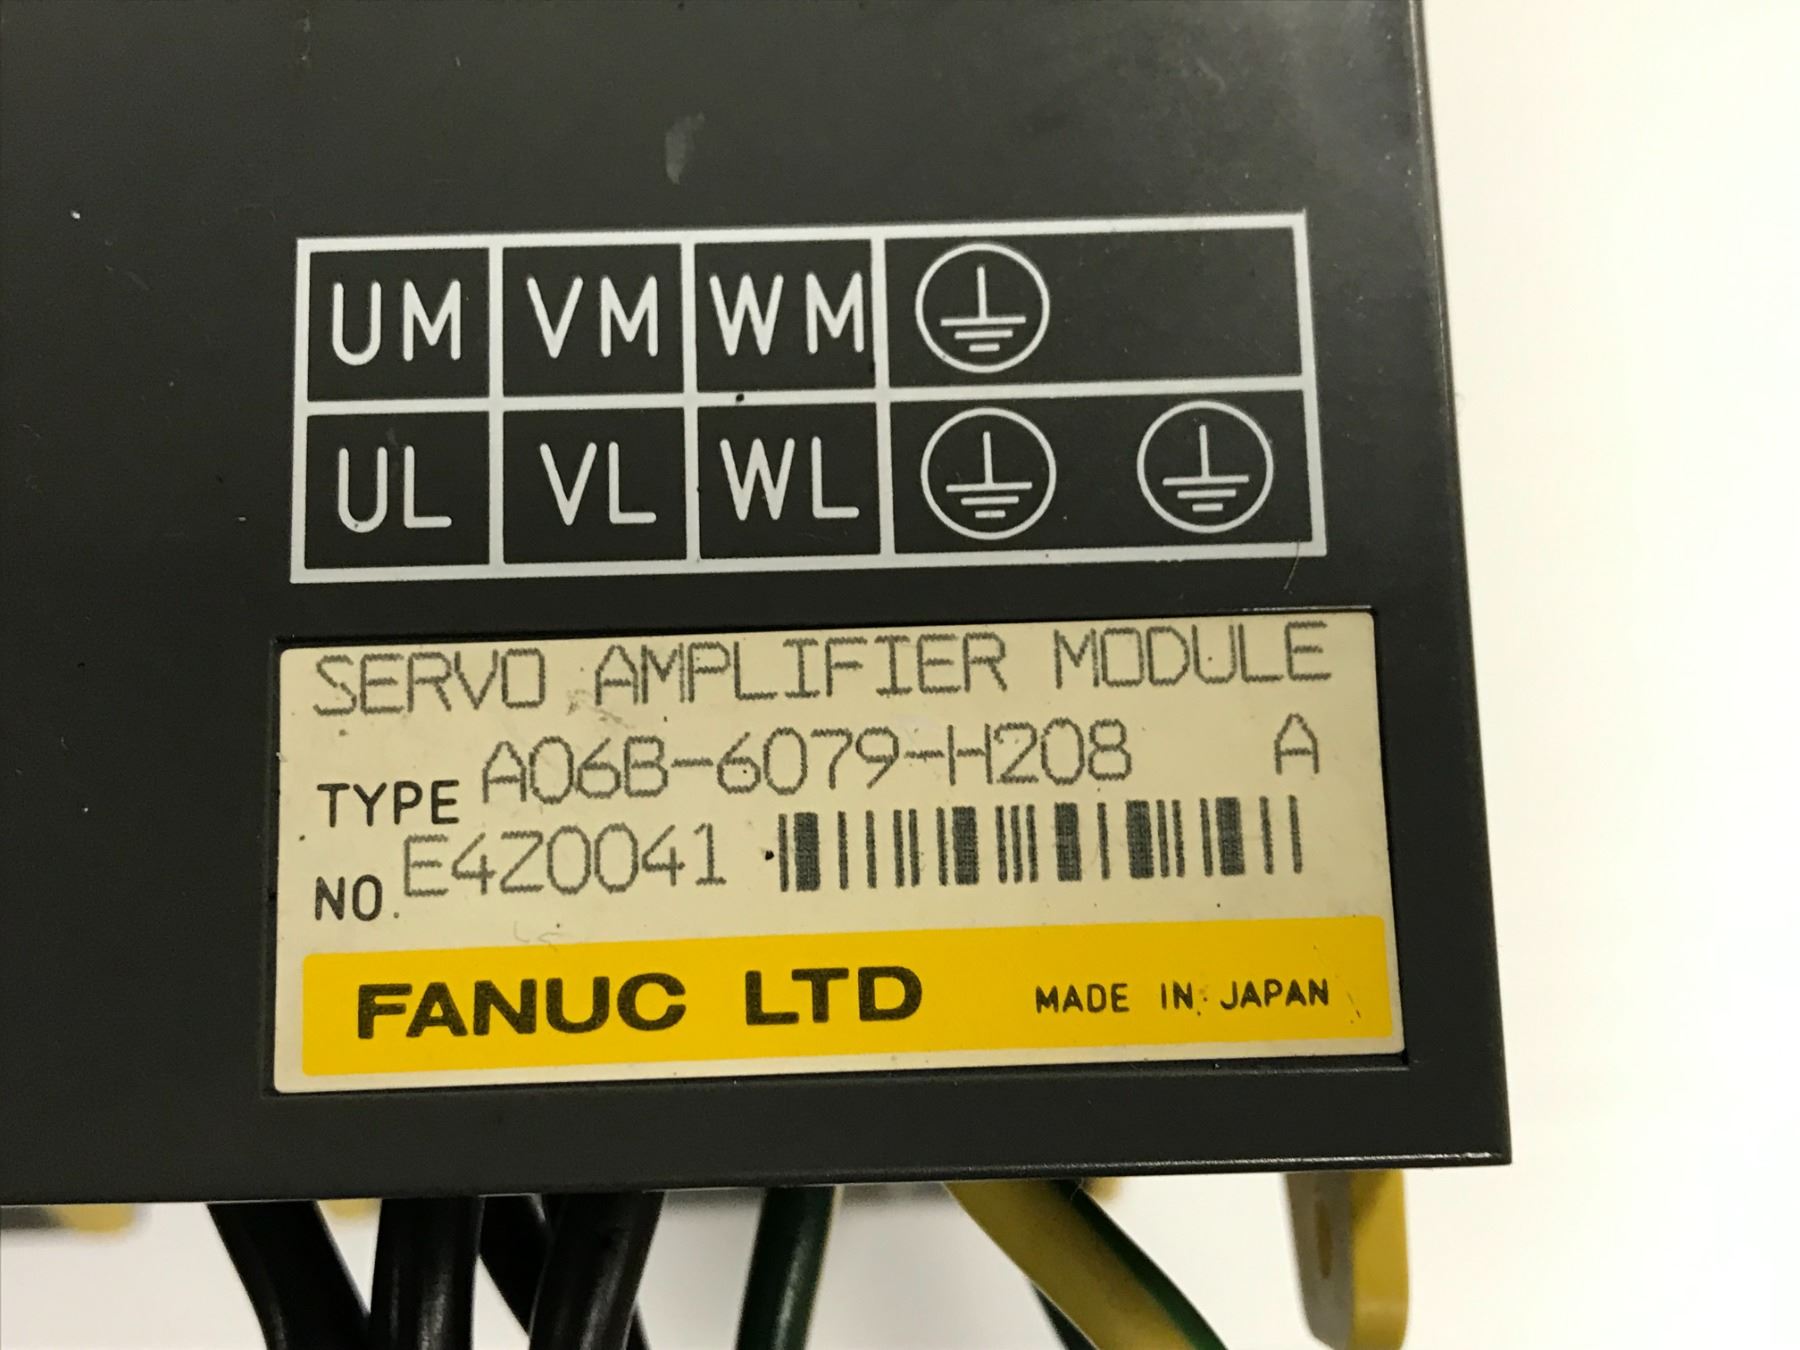 UM VM WM
UL VL WL
SERVO AMPLIFIER MODULE
TYPE A06B-6079-H208 A
NO. E4Z0041
FANUC LTD MADE IN JAPAN